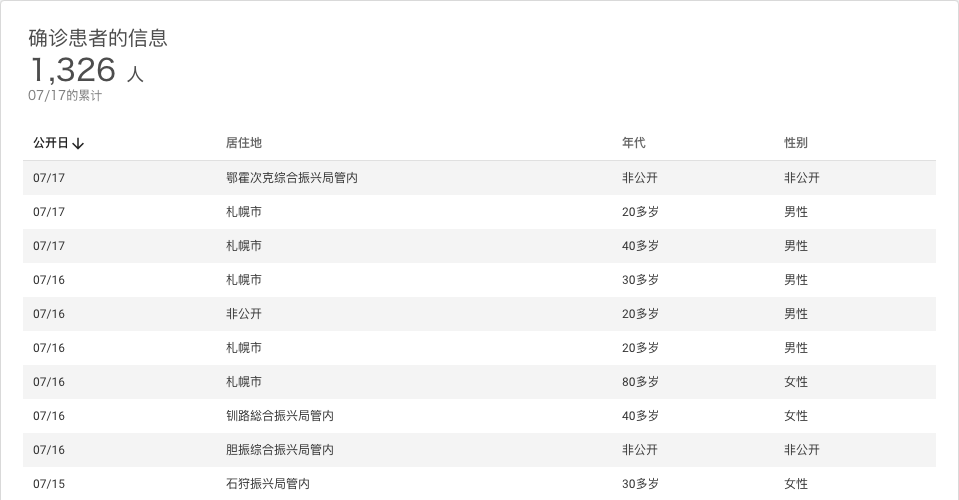 确诊患者的信息
1,326 人
07/17的累计
公开日↓ 居住地 年代 性别
07/17 鄂霍次克综合振兴局管内 非公开 非公开
07/17 札幌市 20多岁 男性
07/17 札幌市 40多岁 男性
07/16 札幌市 30多岁 男性
07/16 非公开 20多岁 男性
07/16 札幌市 20多岁 男性
07/16 札幌市 80多岁 女性
07/16 钏路総合振兴局管内 40多岁 女性
07/16 胆振综合振兴局管内 非公开 非公开
07/15 石狩振兴局管内 30多岁 女性